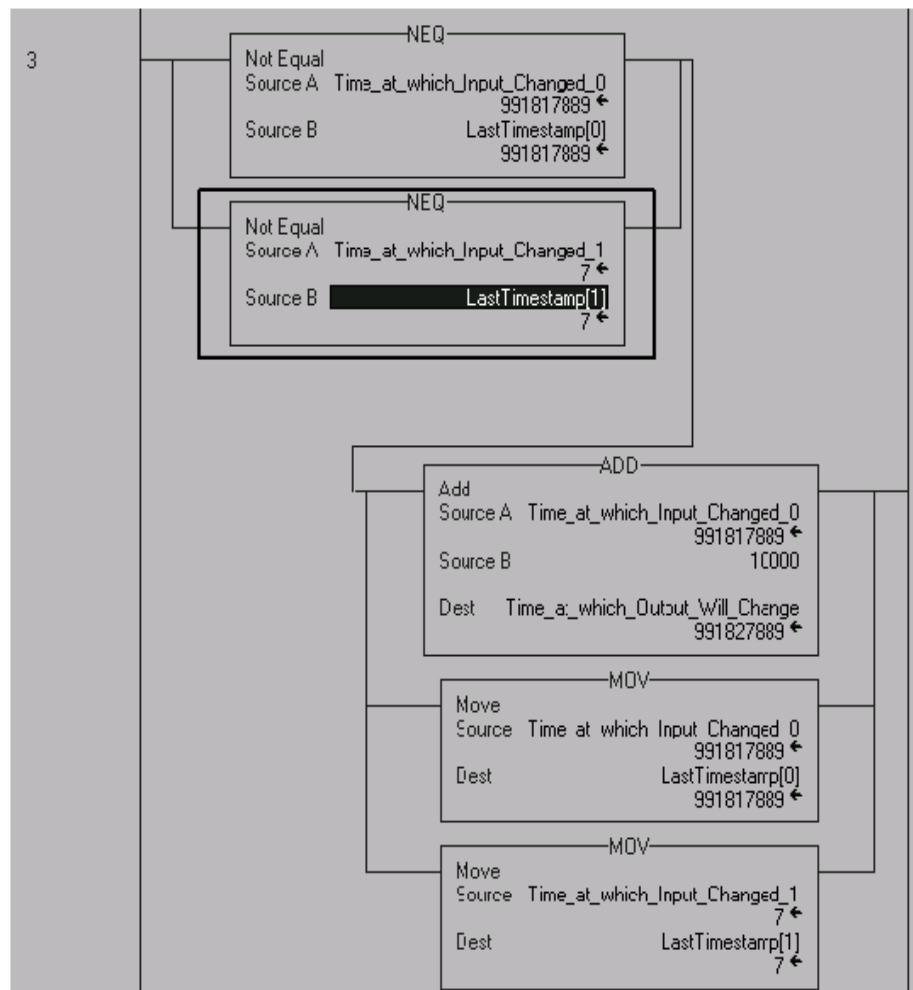 3
NEQ
Not Equal
Source A Time_at_which_Input_Changed_0
991817889
Source B LastTimestamp[0]
991817889
NEQ
Not Equal
Source A Time_at_which_Input_Changed_1
7
Source B LastTimestamp[1]
7
ADD
Add
Source A Time_at_which_Input_Changed_0
991817889
Source B 10000
Dest Time_at_which_Output_Will_Change
991827889
MOV
Move
Source Time_at_which_Input_Changed_0
991817889
Dest LastTimestamp[0]
991817889
MOV
Move
Source Time_at_which_Input_Changed_1
7
Dest LastTimestamp[1]
7